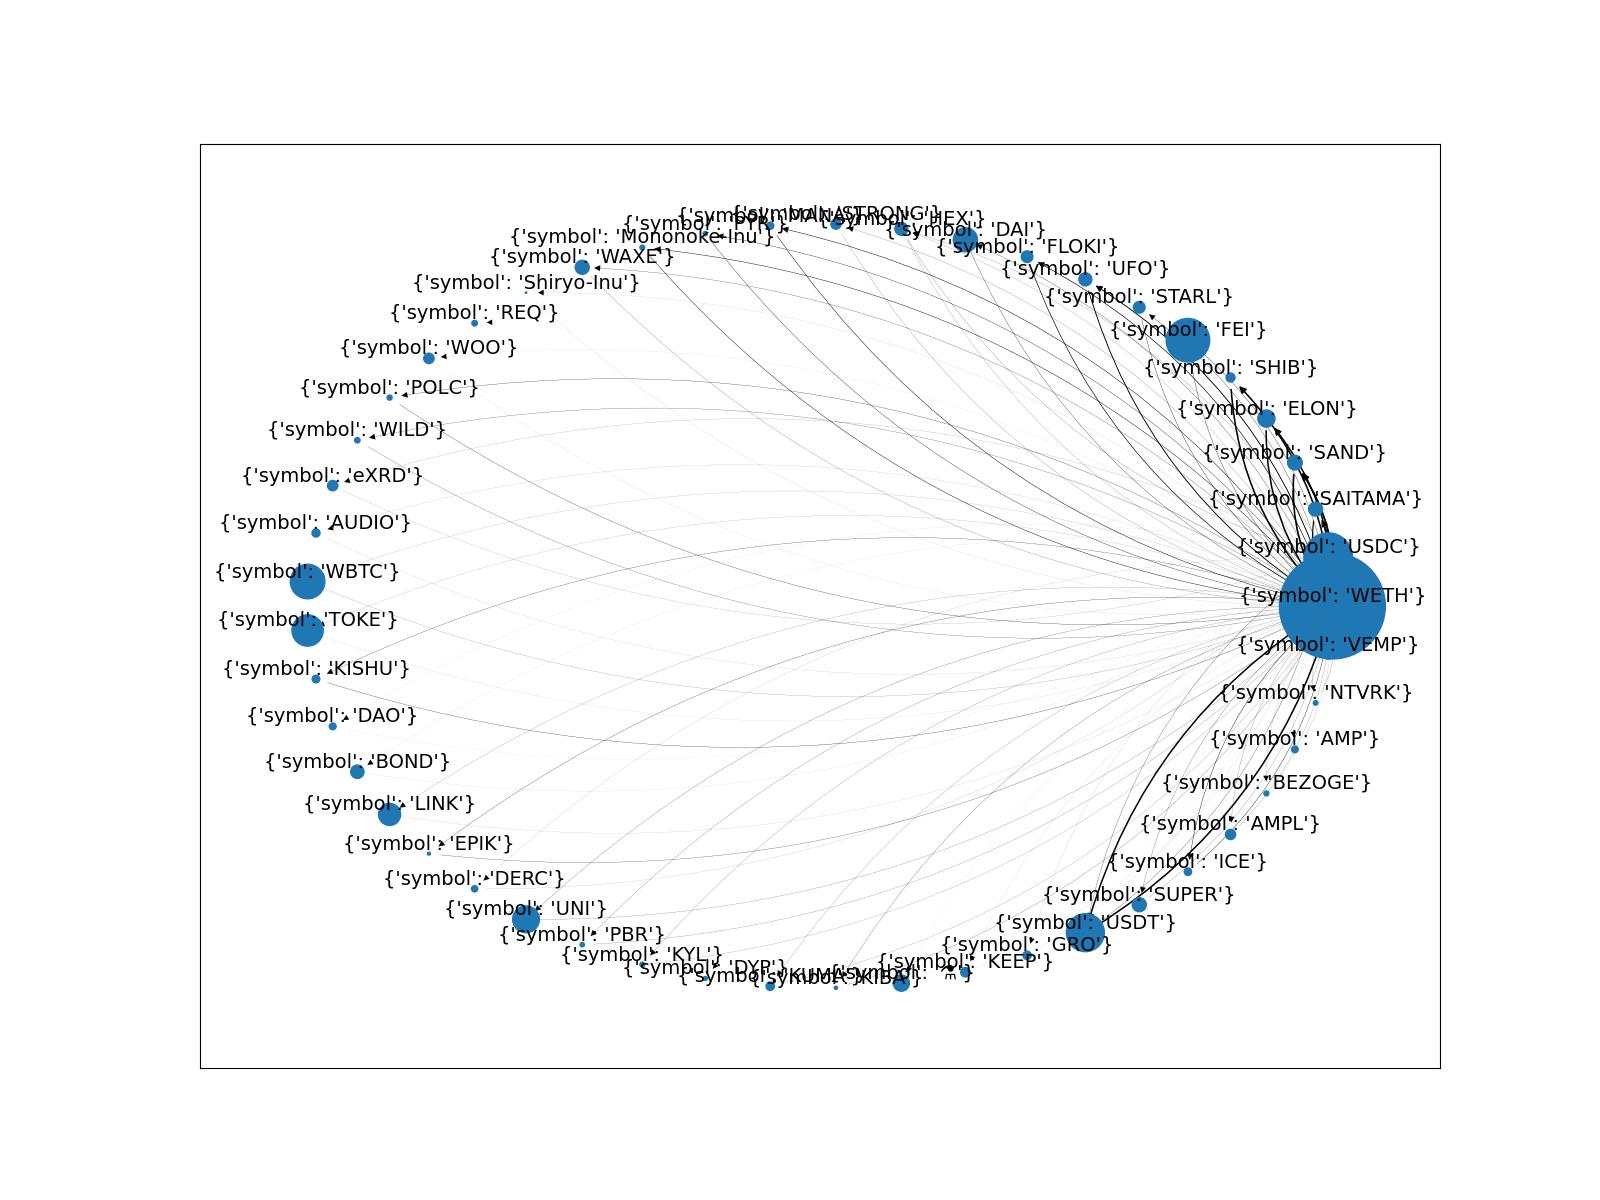 {'symbol': 'STRONG'}
{'symbol': 'MANA'}
{'symbol': 'HEX'}
{'symbol': 'PYR'}
{'symbol': 'DAI'}
{'symbol': 'Mononoke-Inu'}
{'symbol': 'FLOKI'}
{'symbol': 'WAXE'}
{'symbol': 'UFO'}
{'symbol': 'Shiryo-Inu'}
{'symbol': 'STARL'}
{'symbol': 'REQ'}
{'symbol': 'FEI'}
{'symbol': 'WOO'}
{'symbol': 'SHIB'}
{'symbol': 'POLC'}
{'symbol': 'ELON'}
{'symbol': 'WILD'}
{'symbol': 'SAND'}
{'symbol': 'eXRD'}
{'symbol': 'SAITAMA'}
{'symbol': 'AUDIO'}
{'symbol': 'USDC'}
{'symbol': 'WBTC'}
{'symbol': 'WETH'}
{'symbol': 'TOKE'}
{'symbol': 'VEMP'}
{'symbol': 'KISHU'}
{'symbol': 'NTVRK'}
{'symbol': 'DAO'}
{'symbol': 'AMP'}
{'symbol': 'BOND'}
{'symbol': 'BEZOGE'}
{'symbol': 'LINK'}
{'symbol': 'AMPL'}
{'symbol': 'EPIK'}
{'symbol': 'ICE'}
{'symbol': 'DERC'}
{'symbol': 'SUPER'}
{'symbol': 'UNI'}
{'symbol': 'USDT'}
{'symbol': 'PBR'}
{'symbol': 'GRO'}
{'symbol': 'KYL'}
{'symbol': 'KEEP'}
{'symbol': 'DYP'}
{'symbol': 'KUMA'}
{'symbol': 'KIBA'}